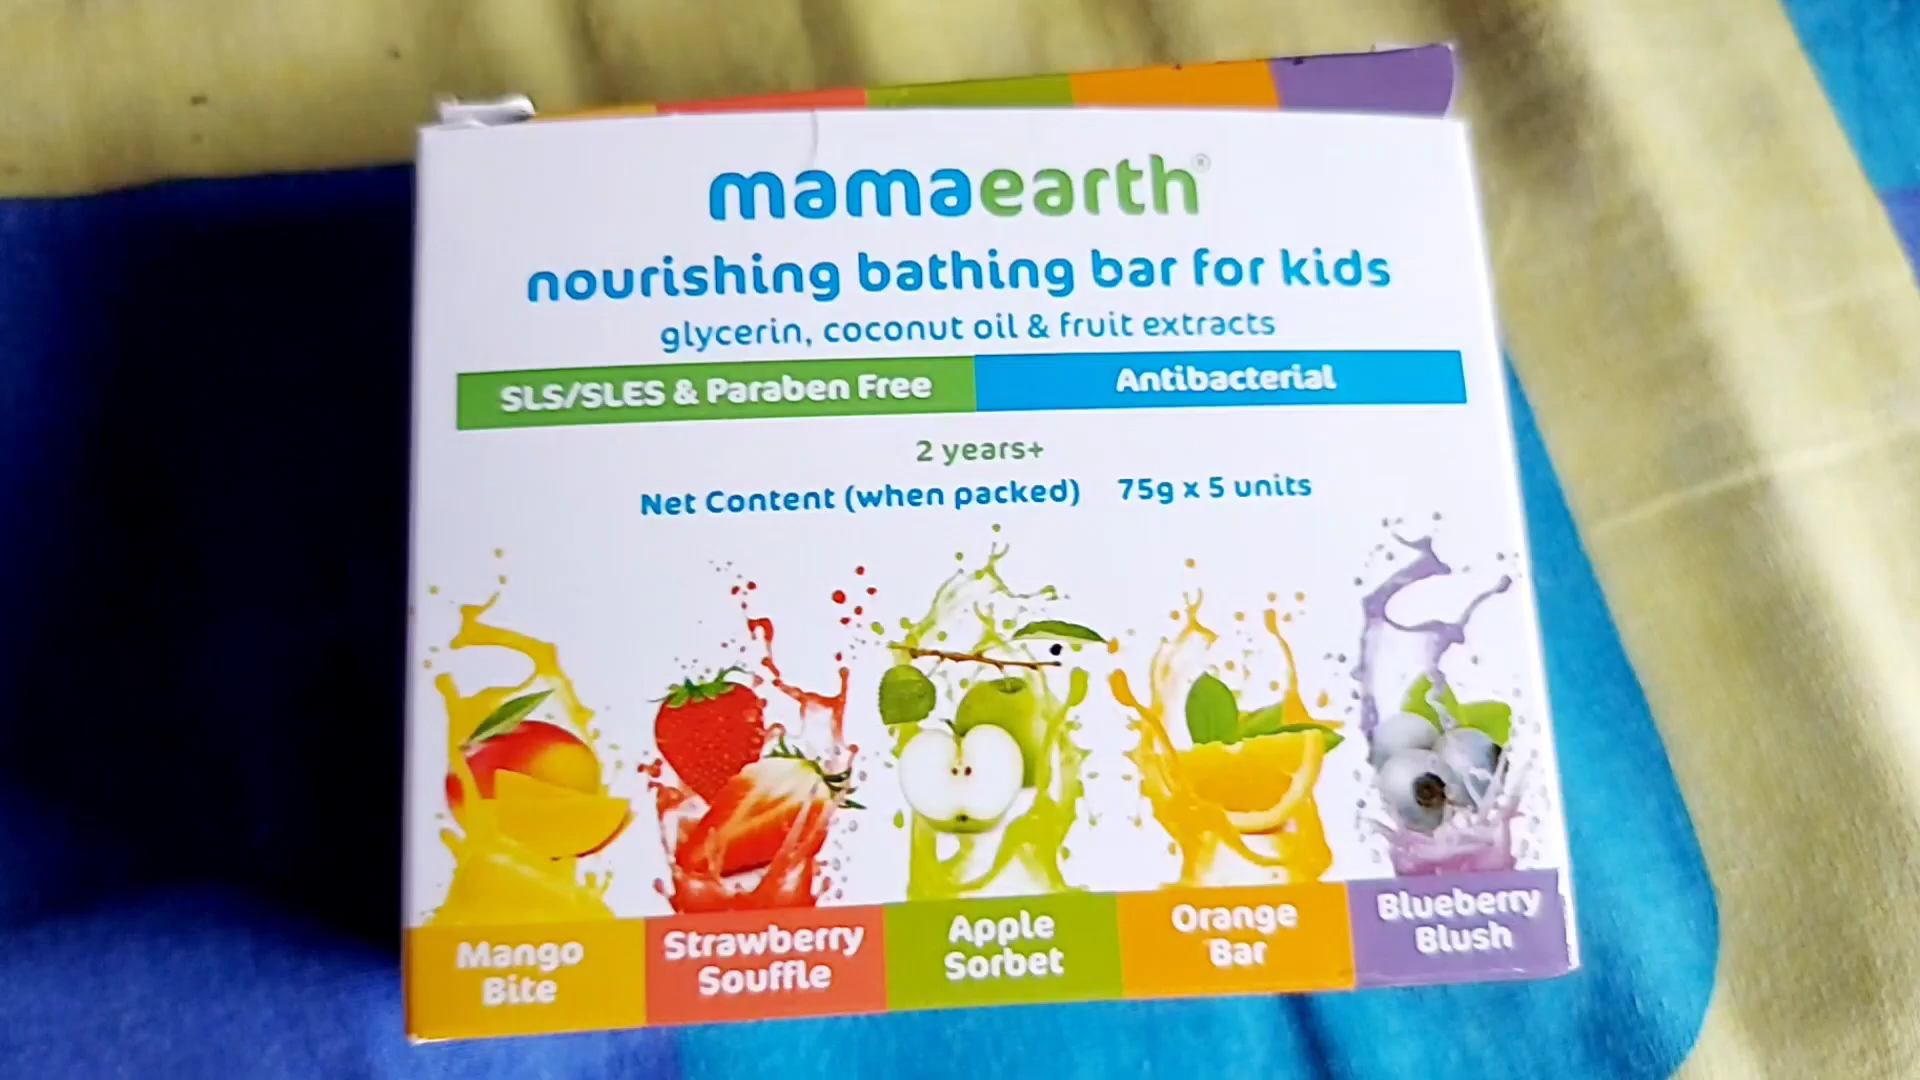 mamaearth®
nourishing bathing bar for kids
glycerin, coconut oil & fruit extracts
SLS/SLES & Paraben Free
Antibacterial
2 years+
Net Content (when packed) 75g x 5 units
Mango
Bite
Strawberry
Souffle
Apple
Sorbet
Orange
Bar
Blueberry
Blush